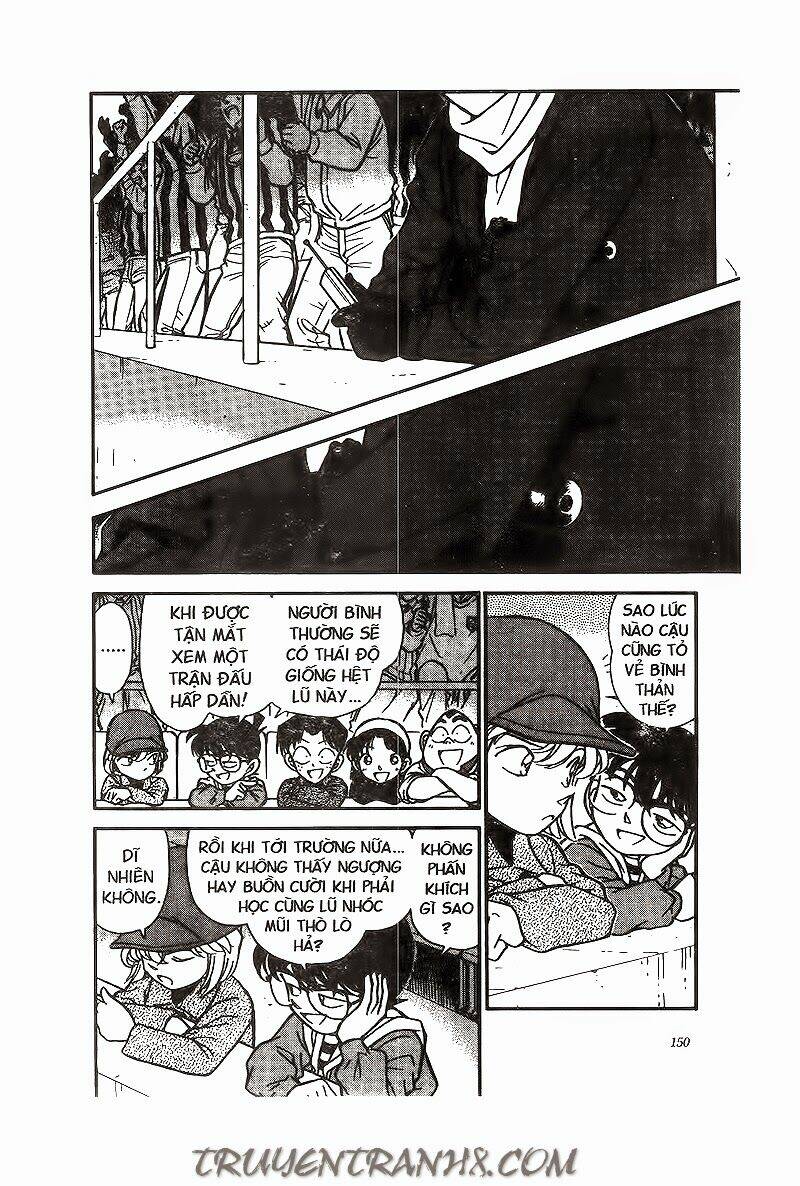 SAO LÚC
NÀO CẬU
CŨNG TỎ
VẺ BÌNH
THẢN
THẾ?
NGƯỜI BÌNH
THƯỜNG SẼ
CÓ THÁI ĐỘ
GIỐNG HỆT
LŨ NÀY...
KHI ĐƯỢC
TẬN MẮT
XEM MỘT
TRẬN ĐẤU
HẤP DẪN!
......
KHÔNG
PHẤN
KHÍCH
GÌ SAO
?
RỒI KHI TỚI TRƯỜNG NỮA...
CẬU KHÔNG THẤY NGƯỢNG
HAY BUỒN CƯỜI KHI PHẢI
HỌC CÙNG LŨ NHÓC
MŨI THÒ LÒ
HẢ?
DĨ
NHIÊN
KHÔNG.
150
TRUYENTRANH8.COM